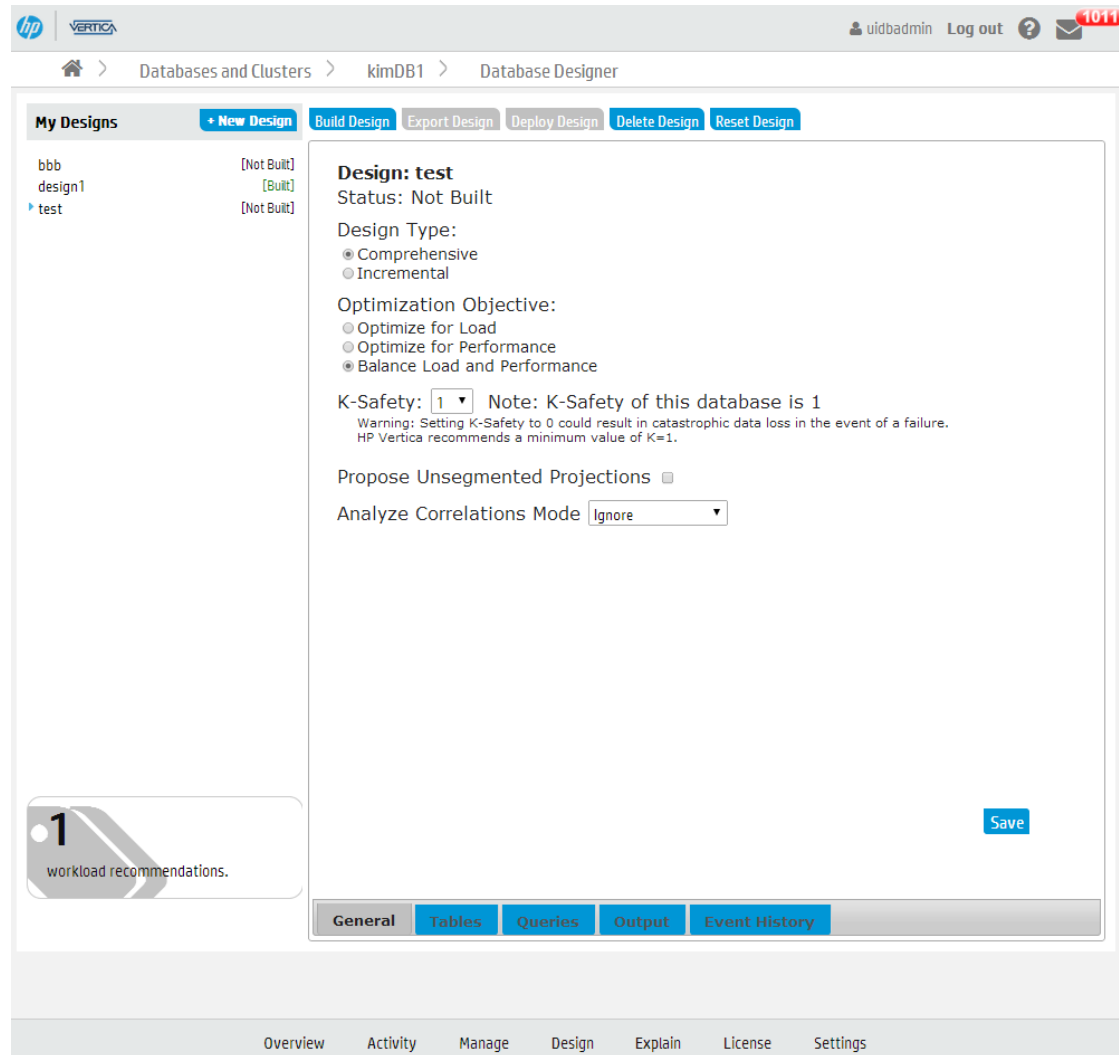 hp VERTICA uidbadmin Log out ? 1011
Databases and Clusters kimDB1 Database Designer
My Designs + New Design Build Design Export Design Deploy Design Delete Design Reset Design
bbb [Not Built]
design1 [Built]
test [Not Built]
Design: test
Status: Not Built
Design Type:
Comprehensive
Incremental
Optimization Objective:
Optimize for Load
Optimize for Performance
Balance Load and Performance
K-Safety: 1 Note: K-Safety of this database is 1
Warning: Setting K-Safety to 0 could result in catastrophic data loss in the event of a failure.
HP Vertica recommends a minimum value of K=1.
Propose Unsegmented Projections
Analyze Correlations Mode Ignore
Save
1
workload recommendations.
General Tables Queries Output Event History
Overview Activity Manage Design Explain License Settings